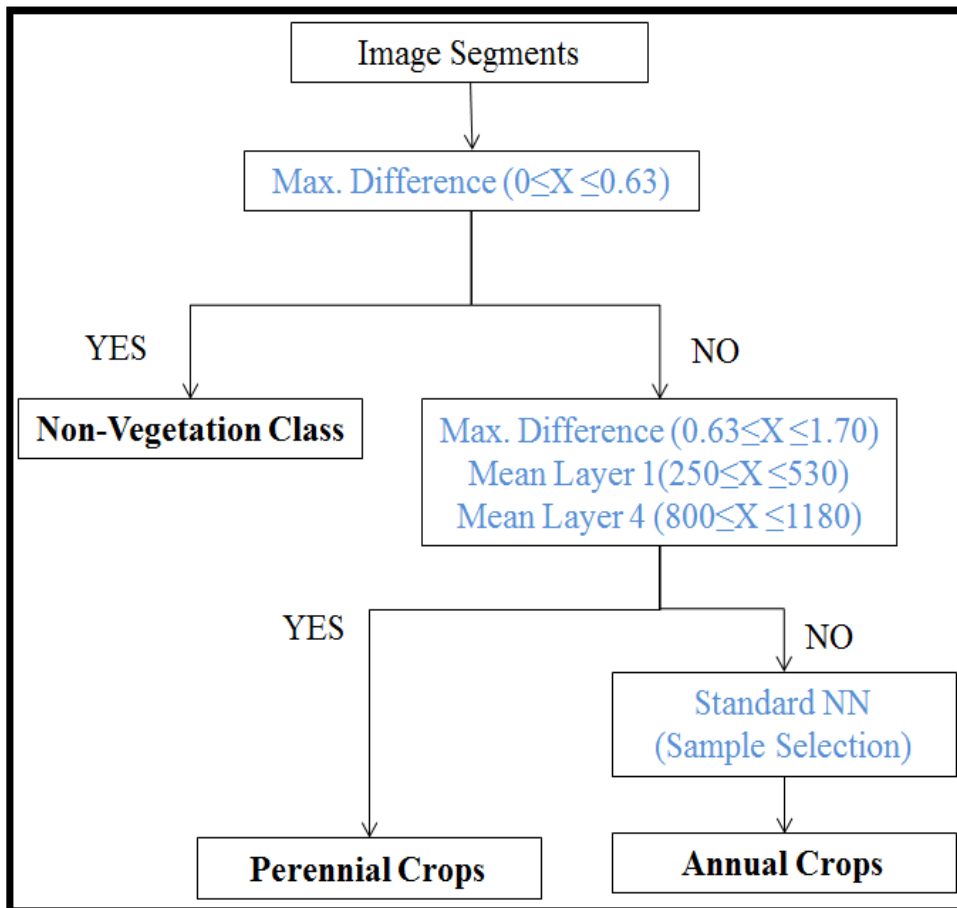 Image Segments
Max. Difference (0≤X ≤0.63)
YES
NO
Non-Vegetation Class
Max. Difference (0.63≤X ≤1.70)
Mean Layer 1(250≤X ≤530)
Mean Layer 4 (800≤X ≤1180)
YES
NO
Standard NN
(Sample Selection)
Perennial Crops
Annual Crops